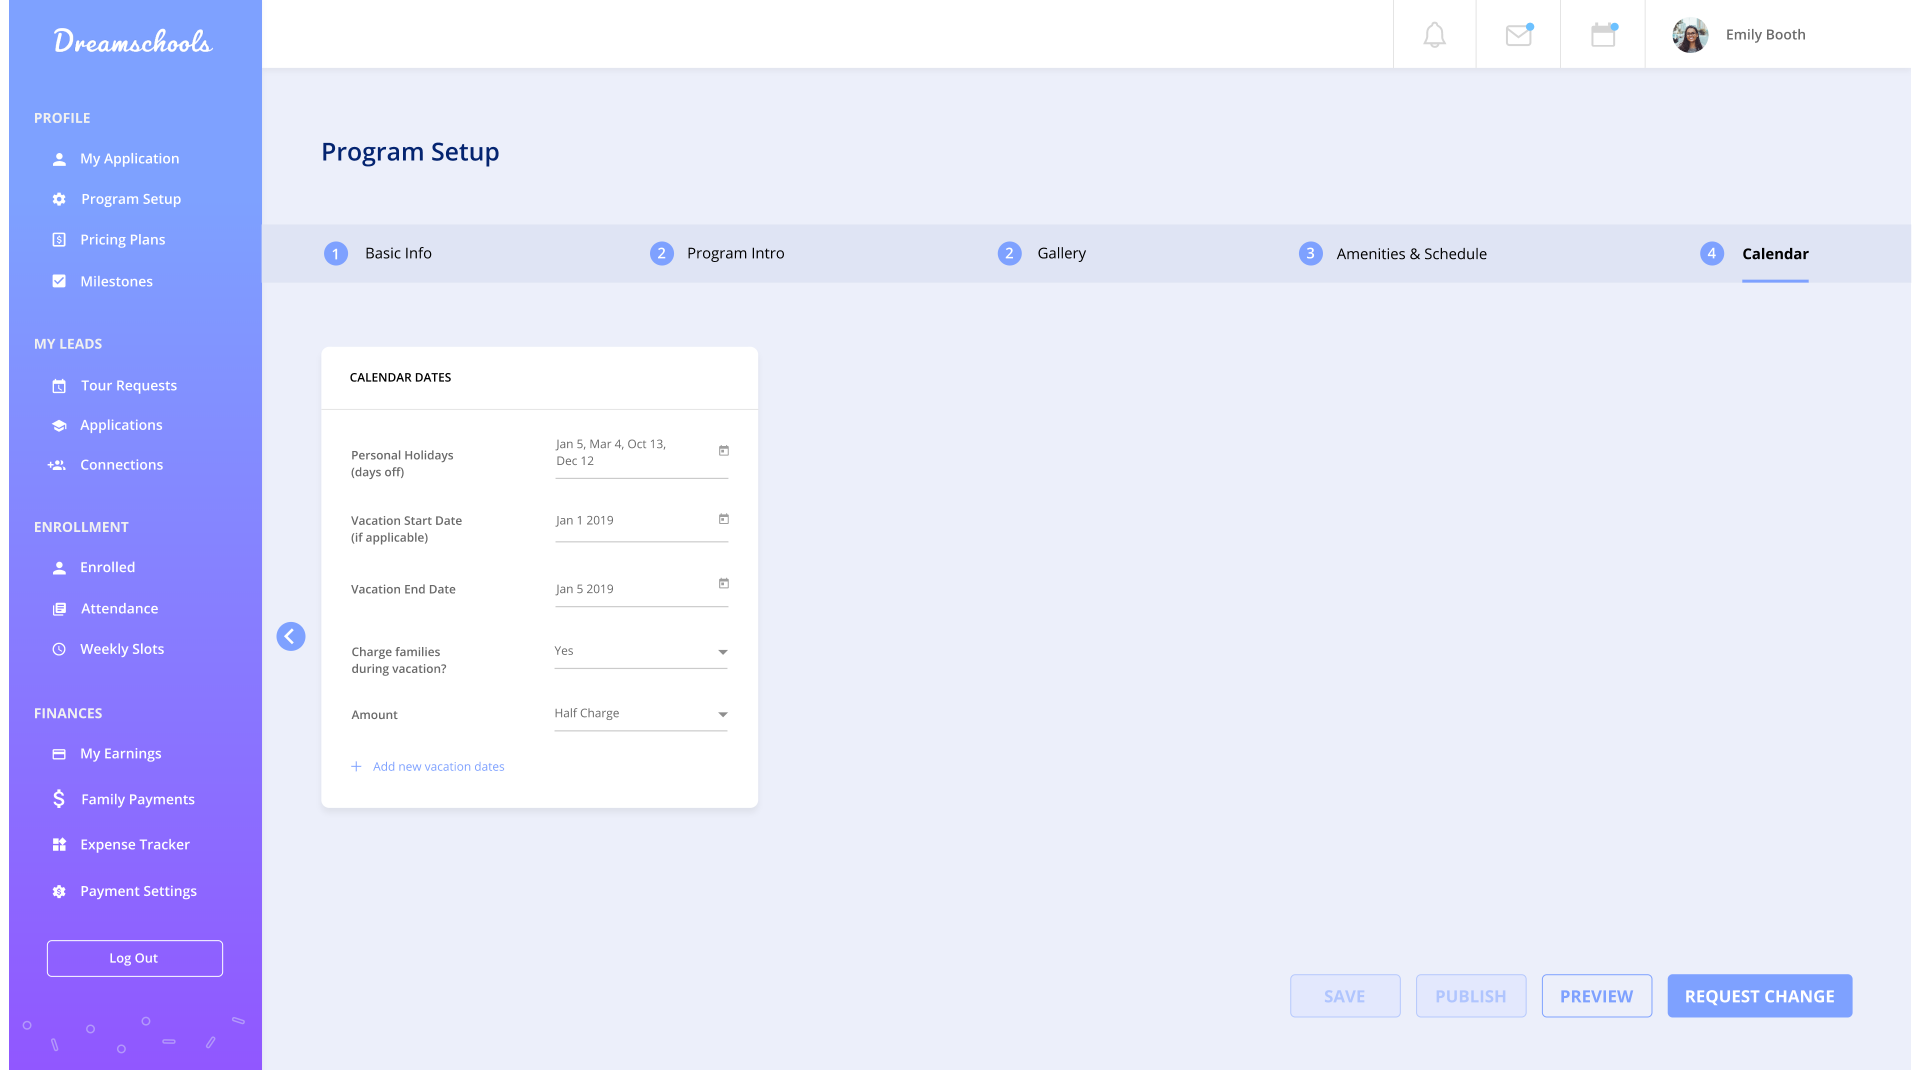 Dreamschools
Emily Booth
PROFILE
My Application
Program Setup
Pricing Plans
Milestones
MY LEADS
Tour Requests
Applications
Connections
ENROLLMENT
Enrolled
Attendance
Weekly Slots
FINANCES
My Earnings
Family Payments
Expense Tracker
Payment Settings
Log Out
Program Setup
1 Basic Info
2 Program Intro
2 Gallery
3 Amenities & Schedule
4 Calendar
CALENDAR DATES
Personal Holidays
(days off)
Jan 5, Mar 4, Oct 13,
Dec 12
Vacation Start Date
(if applicable)
Jan 1 2019
Vacation End Date
Jan 5 2019
Charge families
during vacation?
Yes
Amount
Half Charge
+ Add new vacation dates
SAVE
PUBLISH
PREVIEW
REQUEST CHANGE